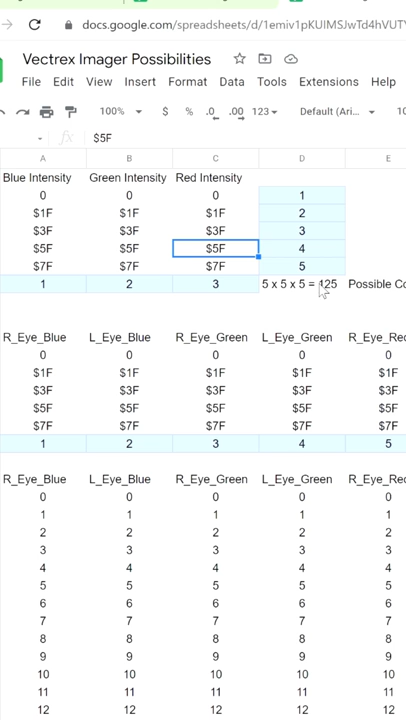 docs.google.com/spreadsheets/d/1emiv1pKUIMSJwTd4hVUTY
Vectrex Imager Possibilities
File Edit View Insert Format Data Tools Extensions Help
100% $ % .0 .00 123 Default (Ari...
fx $5F
A B C D E
Blue Intensity Green Intensity Red Intensity
0 0 0 1
$1F $1F $1F 2
$3F $3F $3F 3
$5F $5F $5F 4
$7F $7F $7F 5
1 2 3 5 x 5 x 5 = 125 Possible Co
R_Eye_Blue L_Eye_Blue R_Eye_Green L_Eye_Green R_Eye_Red
0 0 0 0 0
$1F $1F $1F $1F $1F
$3F $3F $3F $3F $3F
$5F $5F $5F $5F $5F
$7F $7F $7F $7F $7F
1 2 3 4 5
R_Eye_Blue L_Eye_Blue R_Eye_Green L_Eye_Green R_Eye_Red
0 0 0 0 0
1 1 1 1 1
2 2 2 2 2
3 3 3 3 3
4 4 4 4 4
5 5 5 5 5
6 6 6 6 6
7 7 7 7 7
8 8 8 8 8
9 9 9 9 9
10 10 10 10 10
11 11 11 11 11
12 12 12 12 12